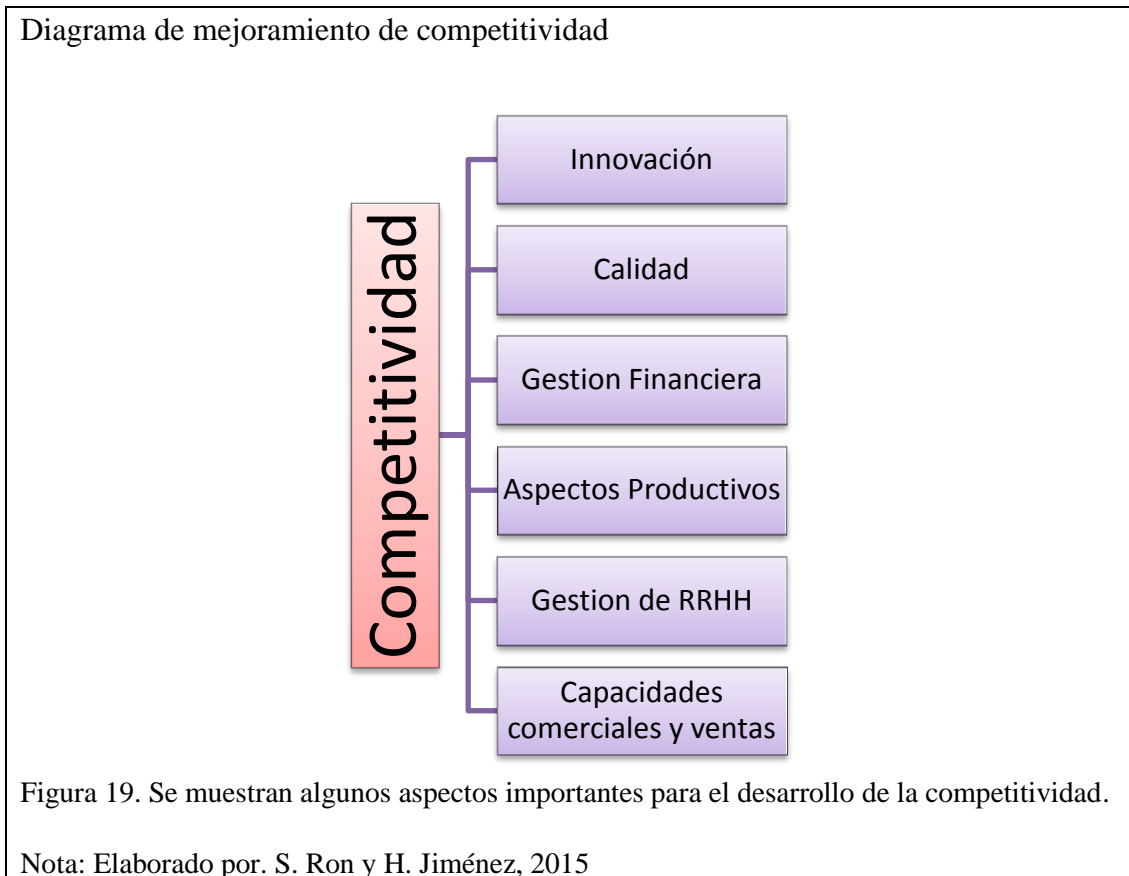 Diagrama de mejoramiento de competitividad
Competitividad
Innovación
Calidad
Gestion Financiera
Aspectos Productivos
Gestion de RRHH
Capacidades
comerciales y ventas
Figura 19. Se muestran algunos aspectos importantes para el desarrollo de la competitividad.
Nota: Elaborado por. S. Ron y H. Jiménez, 2015